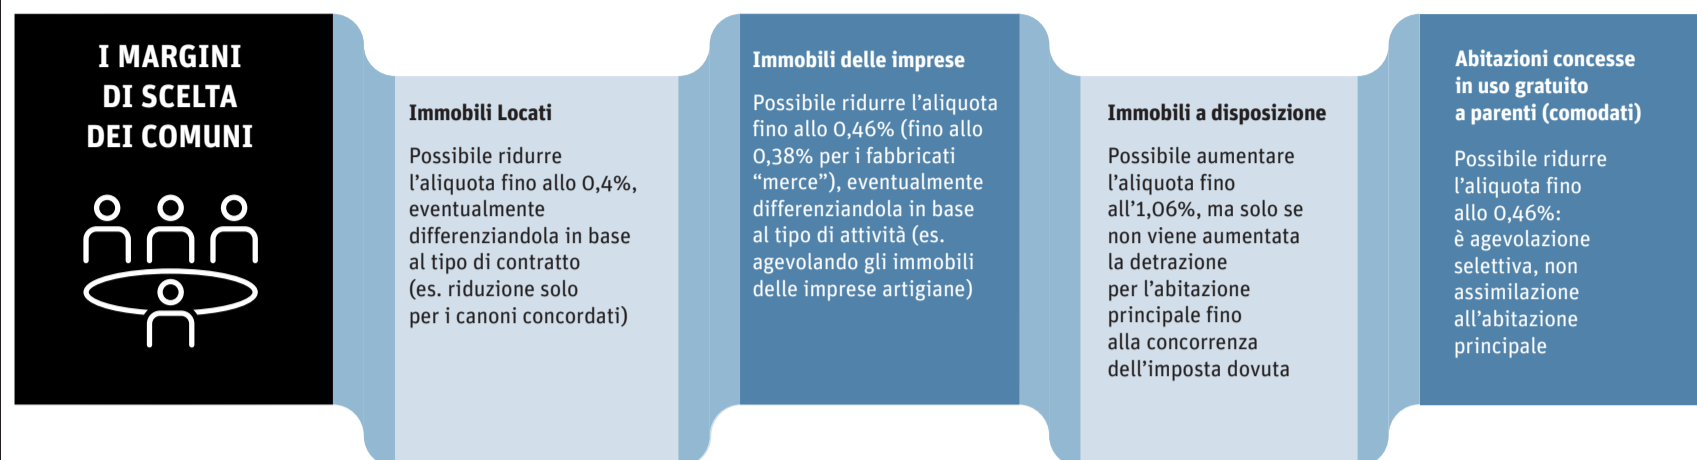 I MARGINI
DI SCELTA
DEI COMUNI
Immobili Locati
Possibile ridurre
l’aliquota fino allo 0,4%,
eventualmente
differenziandola in base
al tipo di contratto
(es. riduzione solo
per i canoni concordati)
Immobili delle imprese
Possibile ridurre l’aliquota
fino allo 0,46% (fino allo
0,38% per i fabbricati
“merce”), eventualmente
differenziandola in base
al tipo di attività (es.
agevolando gli immobili
delle imprese artigiane)
Immobili a disposizione
Possibile aumentare
l’aliquota fino
all’1,06%, ma solo se
non viene aumentata
la detrazione
per l’abitazione
principale fino
alla concorrenza
dell’imposta dovuta
Abitazioni concesse
in uso gratuito
a parenti (comodati)
Possibile ridurre
l’aliquota fino
allo 0,46%:
è agevolazione
selettiva, non
assimilazione
all’abitazione
principale